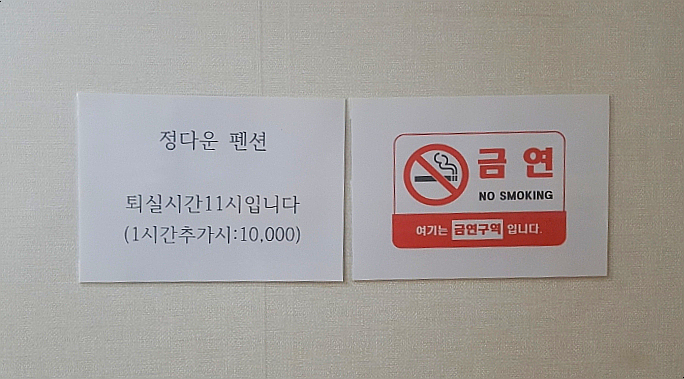 정다운 펜션
퇴실시간11시입니다
(1시간추가시:10,000)
금연
NO SMOKING
여기는 금연구역 입니다.